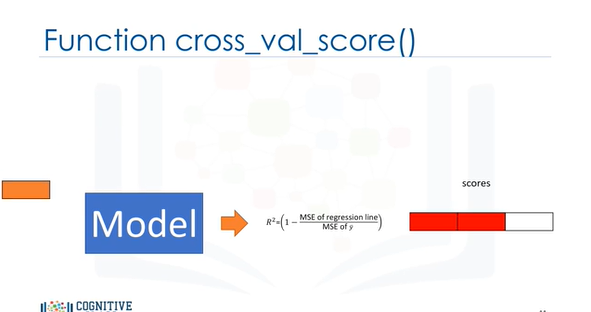 Function cross_val_score()
scores
Model
R²=(1 − MSE of regression line / MSE of ȳ)
COGNITIVE